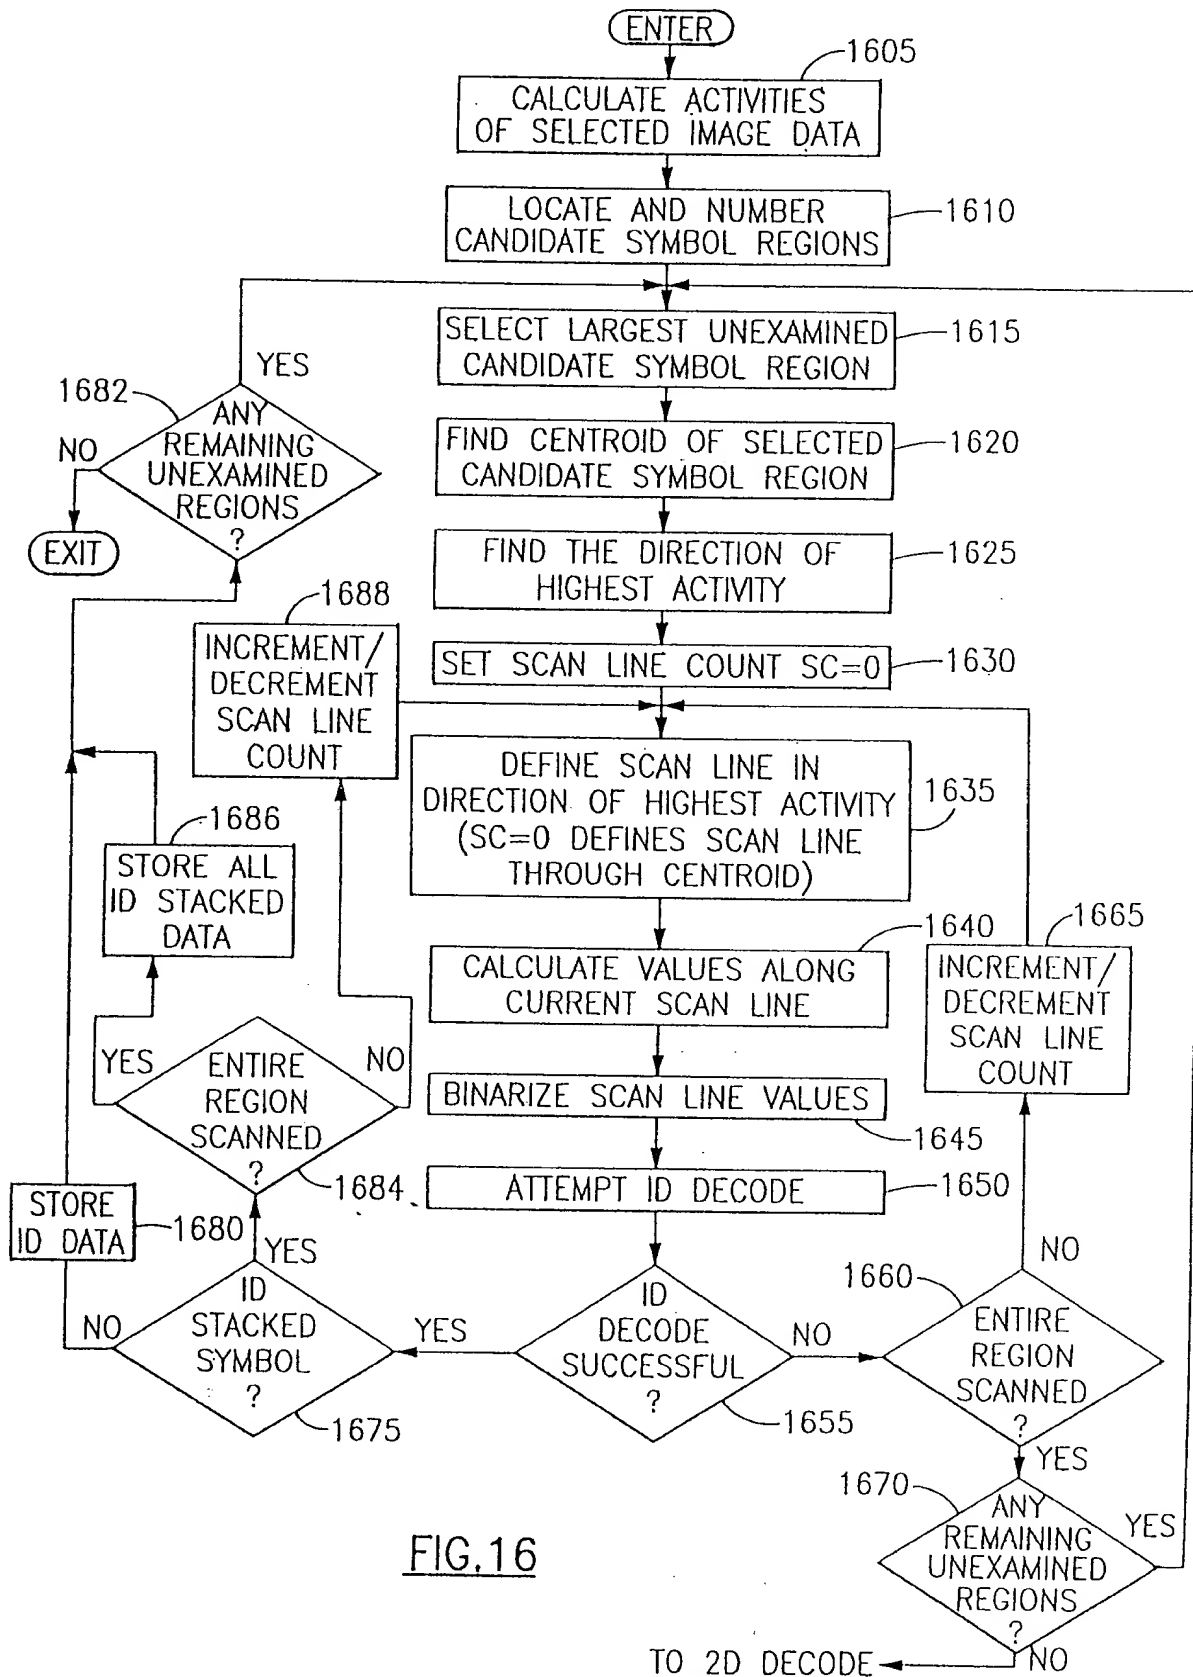 ENTER
1605
CALCULATE ACTIVITIES
OF SELECTED IMAGE DATA
LOCATE AND NUMBER
CANDIDATE SYMBOL REGIONS
1610
SELECT LARGEST UNEXAMINED
CANDIDATE SYMBOL REGION
1615
YES
1682
ANY
REMAINING
UNEXAMINED
REGIONS
?
NO
EXIT
FIND CENTROID OF SELECTED
CANDIDATE SYMBOL REGION
1620
FIND THE DIRECTION OF
HIGHEST ACTIVITY
1625
1688
INCREMENT/
DECREMENT
SCAN LINE
COUNT
SET SCAN LINE COUNT SC=0
1630
DEFINE SCAN LINE IN
DIRECTION OF HIGHEST ACTIVITY
(SC=0 DEFINES SCAN LINE
THROUGH CENTROID)
1635
1686
STORE ALL
ID STACKED
DATA
1640
CALCULATE VALUES ALONG
CURRENT SCAN LINE
1665
INCREMENT/
DECREMENT
SCAN LINE
COUNT
YES
ENTIRE
REGION
SCANNED
?
NO
1684
BINARIZE SCAN LINE VALUES
1645
ATTEMPT ID DECODE
1650
STORE
ID DATA
1680
YES
NO
ID
STACKED
SYMBOL
?
1675
YES
ID
DECODE
SUCCESSFUL
?
1655
NO
1660
NO
ENTIRE
REGION
SCANNED
?
YES
1670
ANY
REMAINING
UNEXAMINED
REGIONS
?
YES
NO
TO 2D DECODE
FIG.16